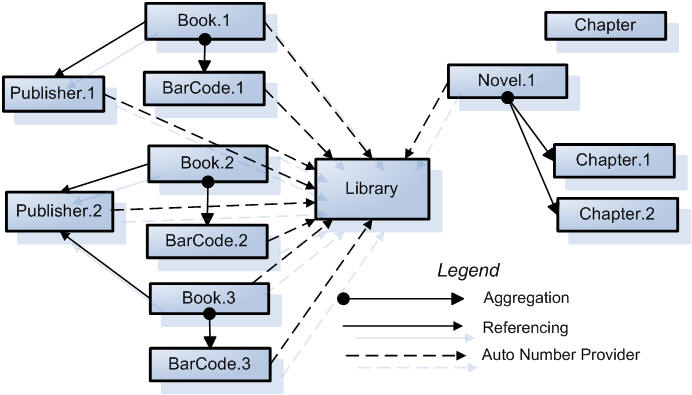 Book.1
Chapter
Publisher.1
BarCode.1
Novel.1
Book.2
Chapter.1
Library
Publisher.2
Chapter.2
BarCode.2
Book.3
BarCode.3
Legend
Aggregation
Referencing
Auto Number Provider